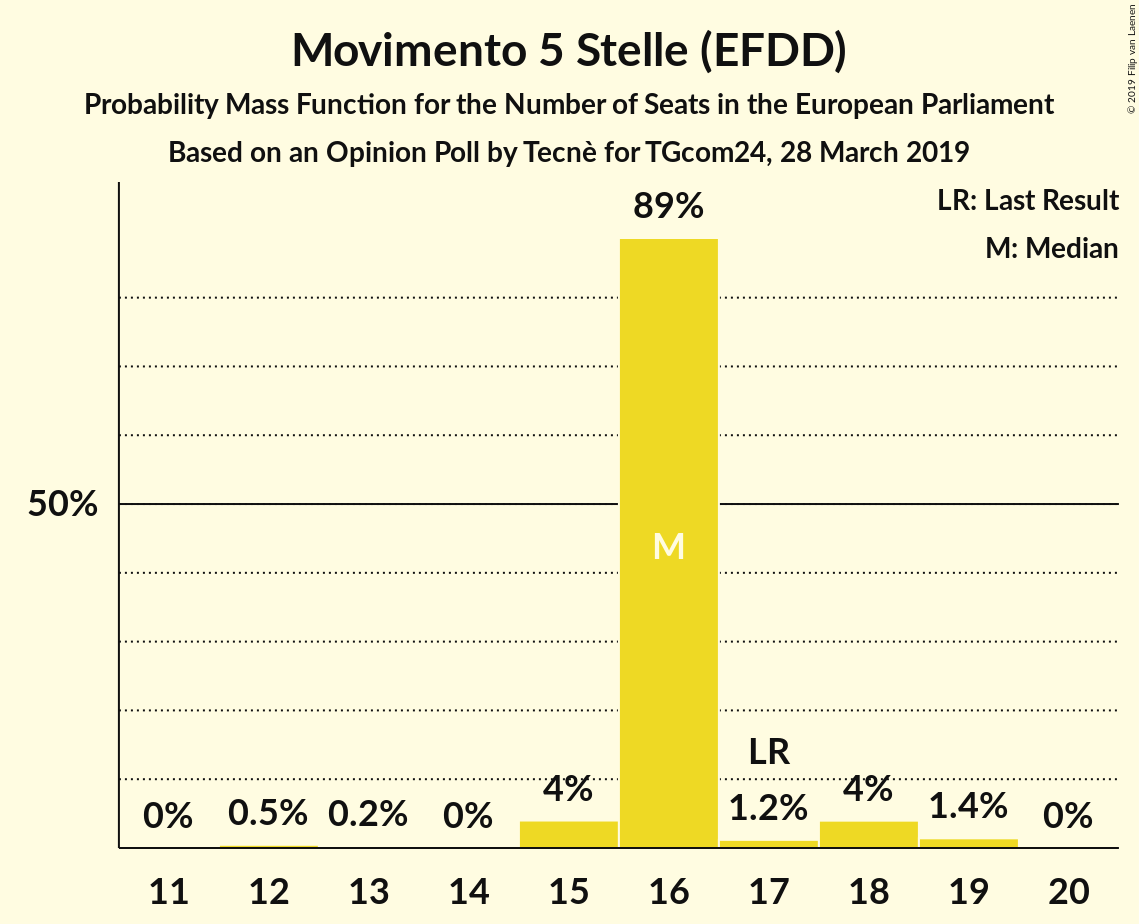 Movimento 5 Stelle (EFDD)
Probability Mass Function for the Number of Seats in the European Parliament
Based on an Opinion Poll by Tecnè for TGcom24, 28 March 2019
© 2019 Filip van Laenen
LR: Last Result
M: Median
89%
50%
M
LR
0% 0.5% 0.2% 0% 4% 1.2% 4% 1.4% 0%
11 12 13 14 15 16 17 18 19 20